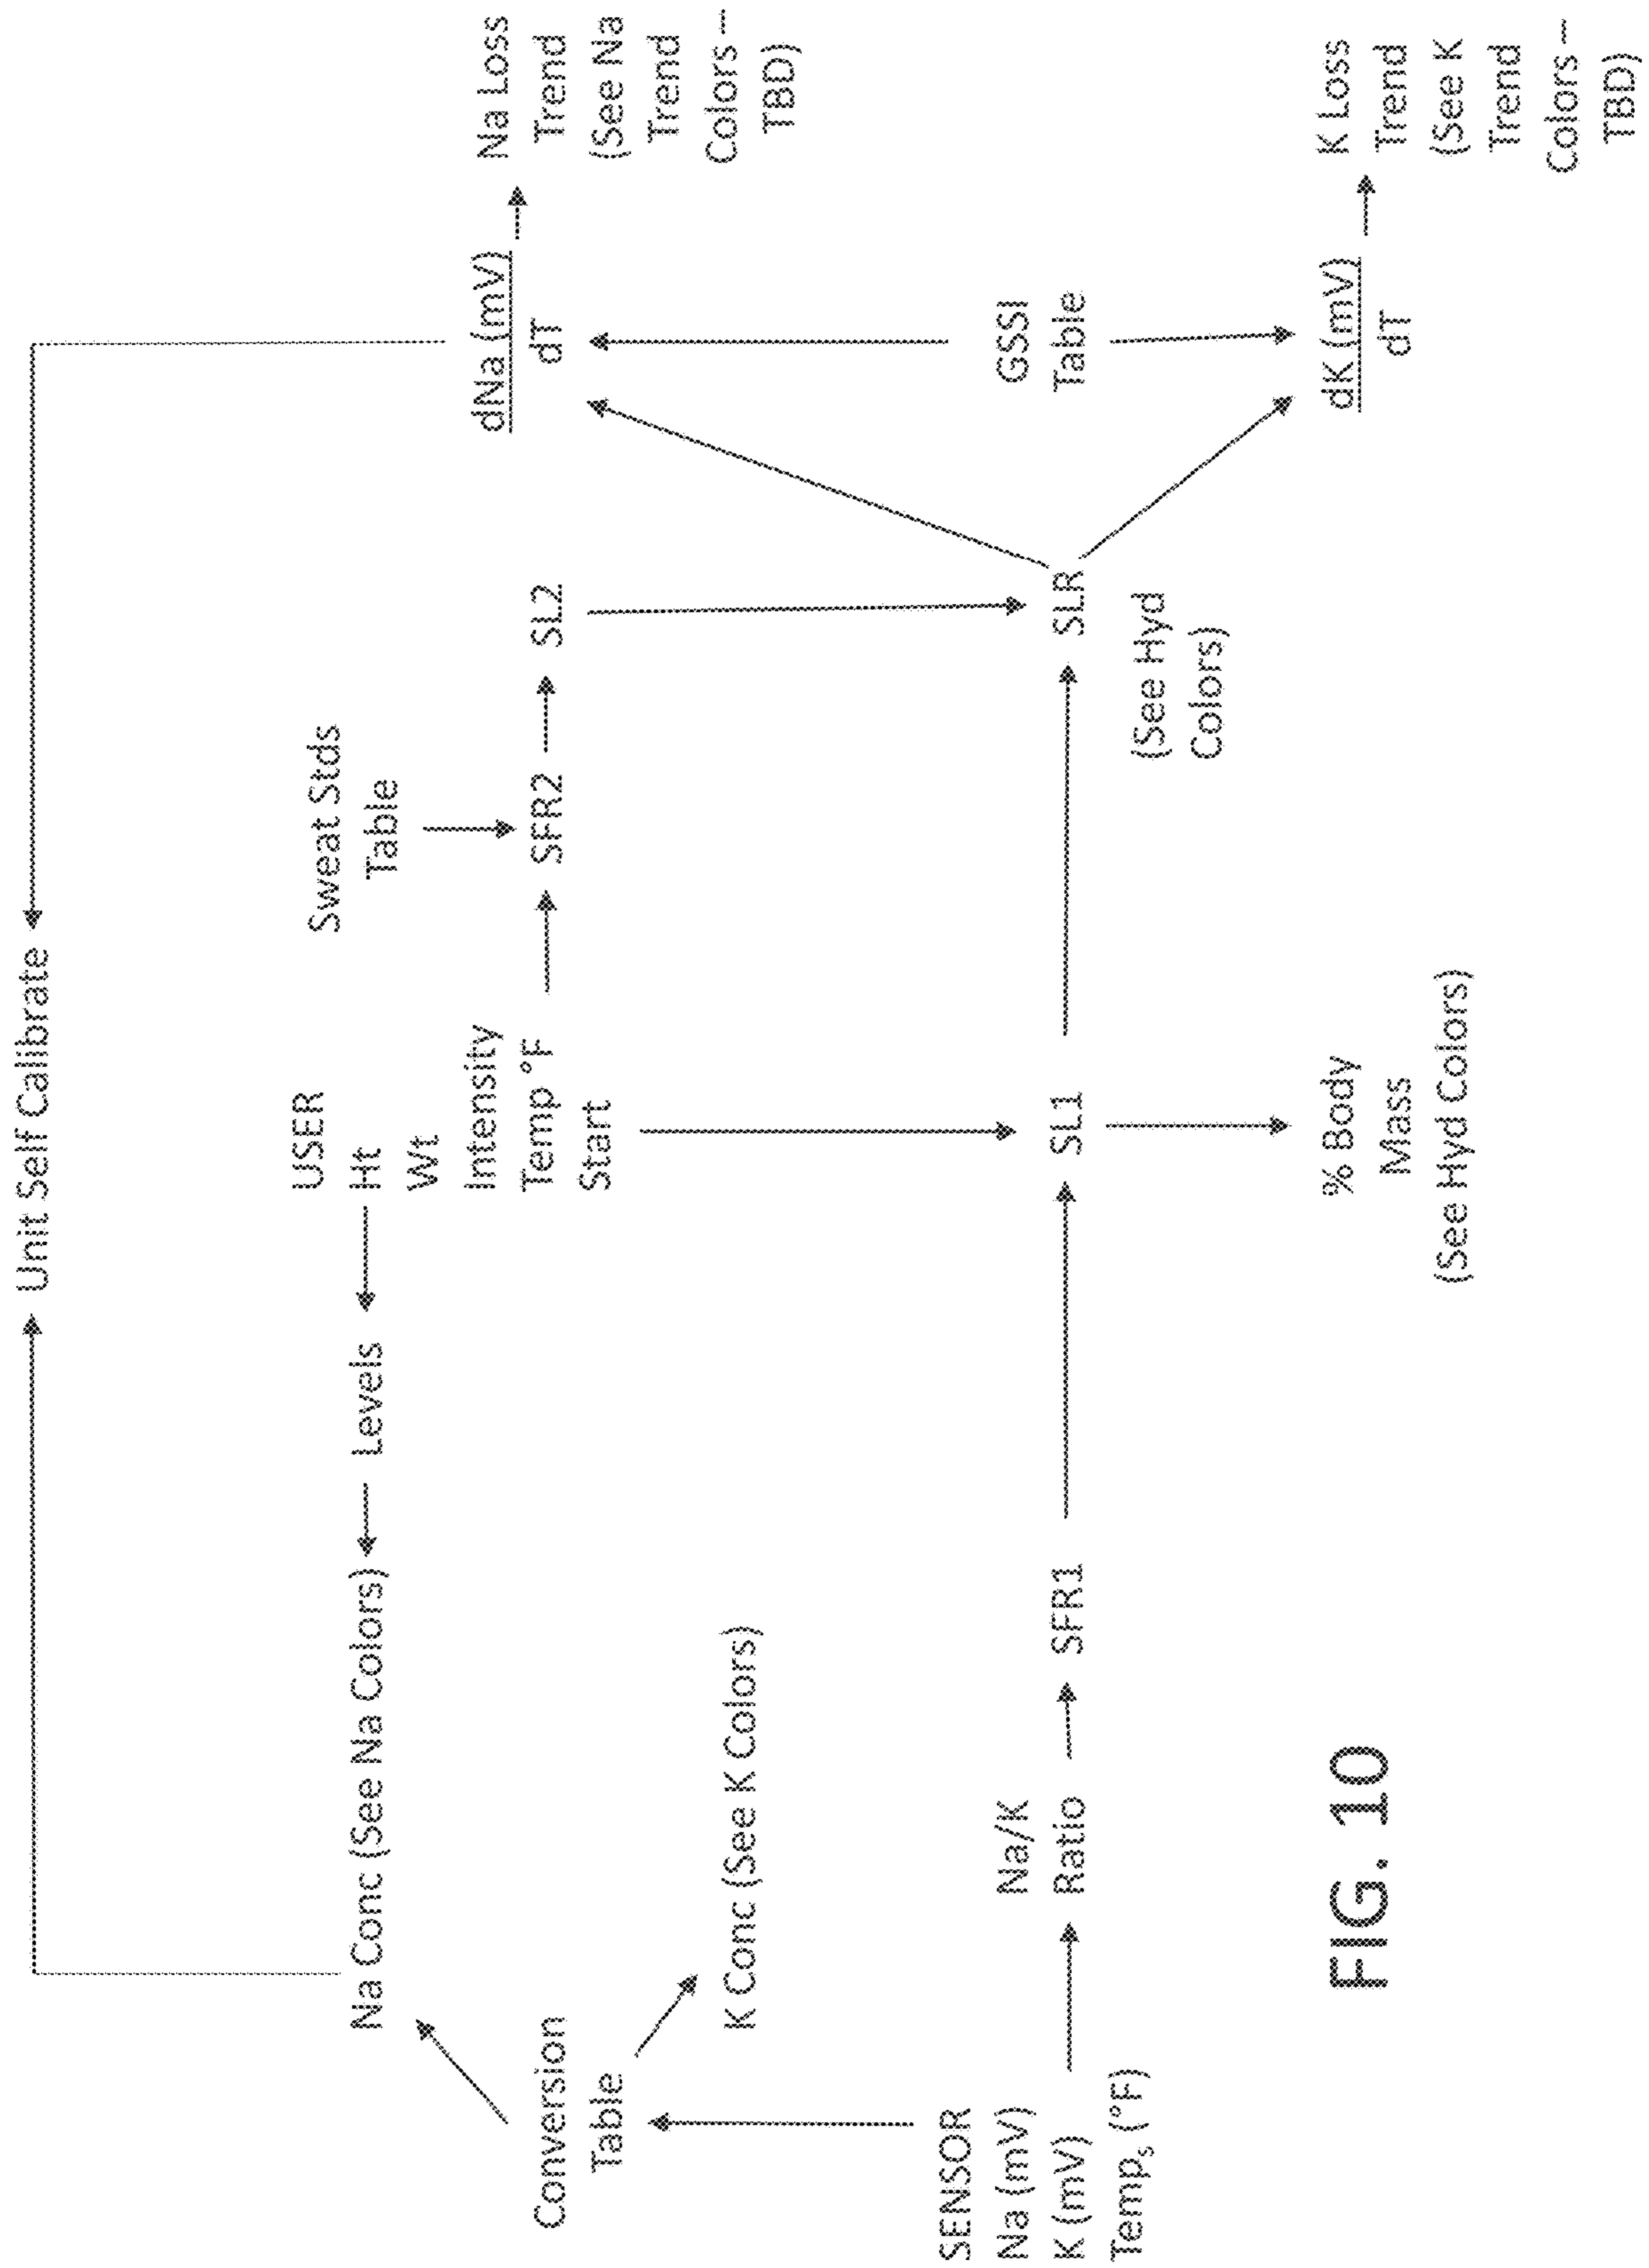 Unit Self Calibrate
USER
Ht
Wt
Intensity
Temp °F
Start
Sweat Stds
Table
Na Conc (See Na Colors)
Levels
SFR2
SL2
dNa (mV)
dT
Na Loss
Trend
(See Na
Trend
Colors –
TBD)
Conversion
Table
K Conc (See K Colors)
SENSOR
Na (mV)
K (mV)
Temps (°F)
Na/K
Ratio
SFR1
SL1
SLR
(See Hyd
Colors)
GSSI
Table
% Body
Mass
(See Hyd Colors)
dK (mV)
dT
K Loss
Trend
(See K
Trend
Colors –
TBD)
FIG. 10